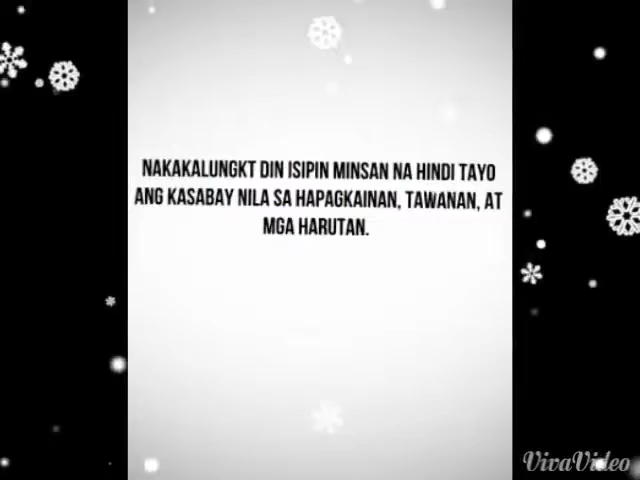 NAKAKALUNGKT DIN ISIPIN MINSAN NA HINDI TAYO
ANG KASABAY NILA SA HAPAGKAINAN, TAWANAN, AT
MGA HARUTAN.
VivaVideo